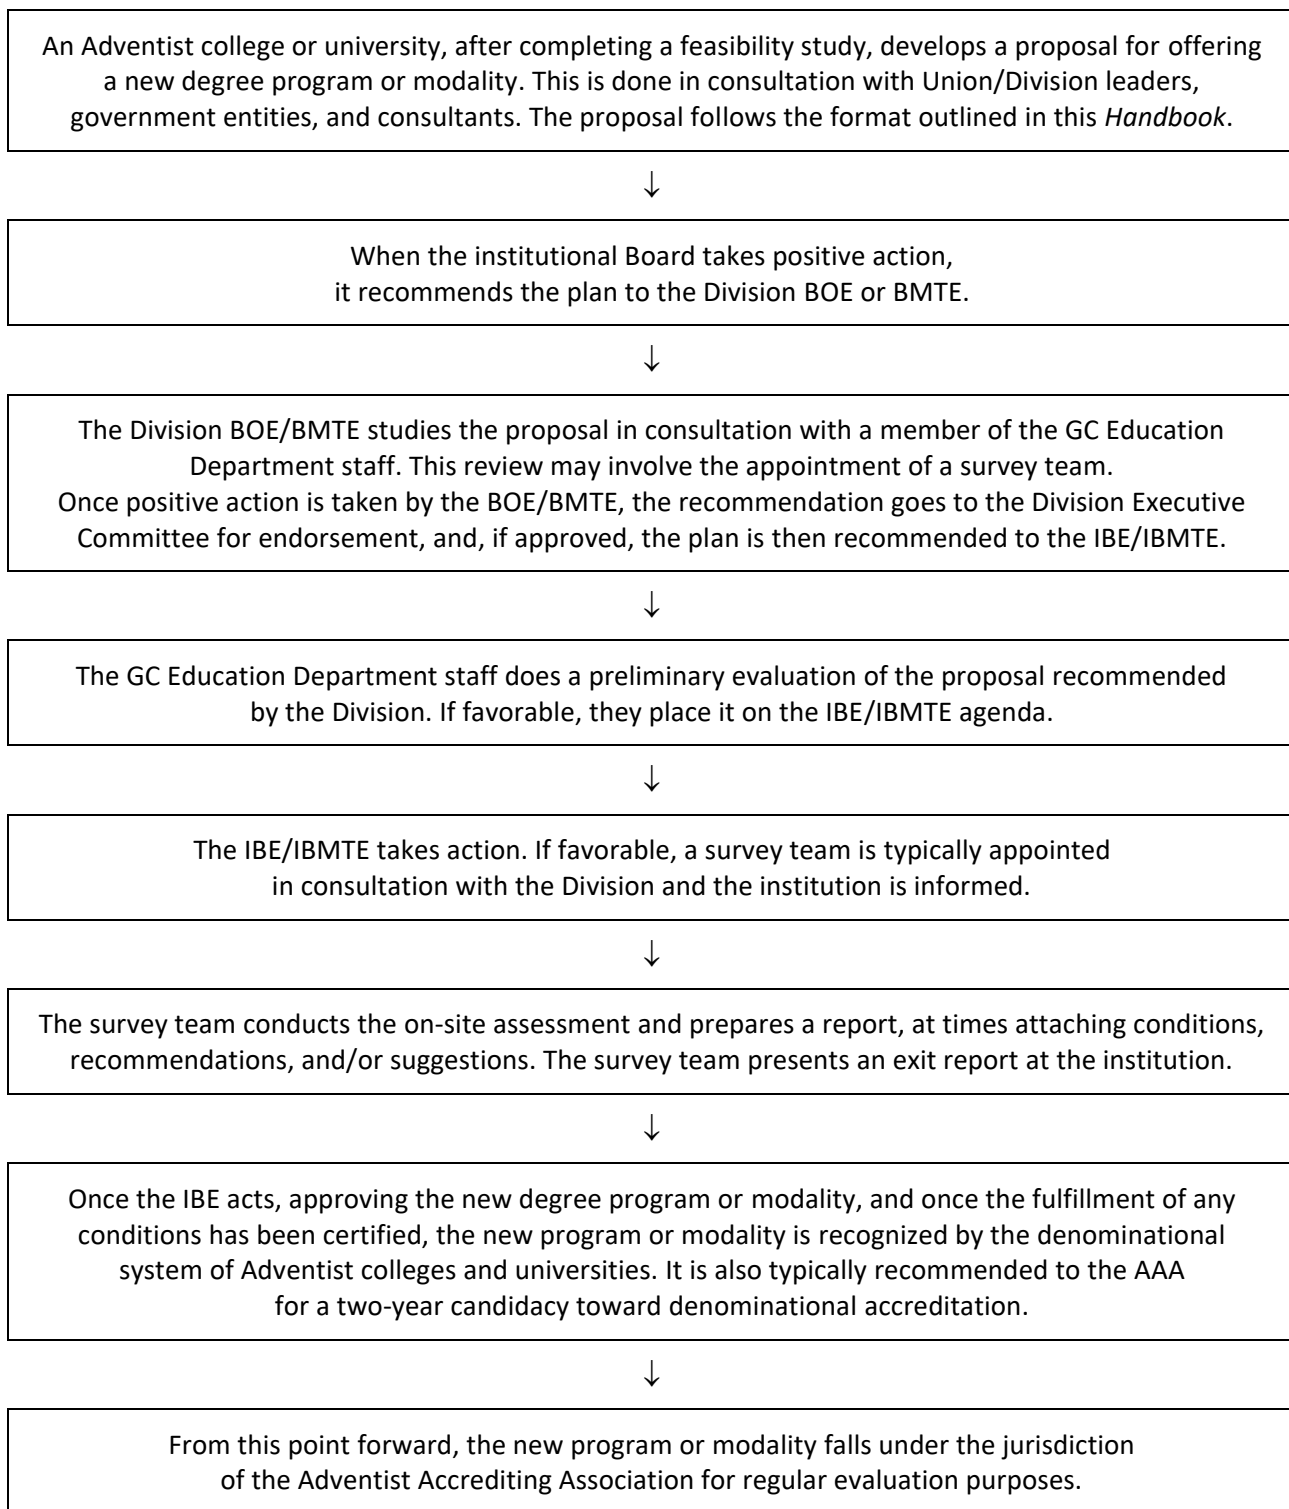 An Adventist college or university, after completing a feasibility study, develops a proposal for offering
a new degree program or modality. This is done in consultation with Union/Division leaders,
government entities, and consultants. The proposal follows the format outlined in this Handbook.
↓
When the institutional Board takes positive action,
it recommends the plan to the Division BOE or BMTE.
↓
The Division BOE/BMTE studies the proposal in consultation with a member of the GC Education
Department staff. This review may involve the appointment of a survey team.
Once positive action is taken by the BOE/BMTE, the recommendation goes to the Division Executive
Committee for endorsement, and, if approved, the plan is then recommended to the IBE/IBMTE.
↓
The GC Education Department staff does a preliminary evaluation of the proposal recommended
by the Division. If favorable, they place it on the IBE/IBMTE agenda.
↓
The IBE/IBMTE takes action. If favorable, a survey team is typically appointed
in consultation with the Division and the institution is informed.
↓
The survey team conducts the on-site assessment and prepares a report, at times attaching conditions,
recommendations, and/or suggestions. The survey team presents an exit report at the institution.
↓
Once the IBE acts, approving the new degree program or modality, and once the fulfillment of any
conditions has been certified, the new program or modality is recognized by the denominational
system of Adventist colleges and universities. It is also typically recommended to the AAA
for a two-year candidacy toward denominational accreditation.
↓
From this point forward, the new program or modality falls under the jurisdiction
of the Adventist Accrediting Association for regular evaluation purposes.